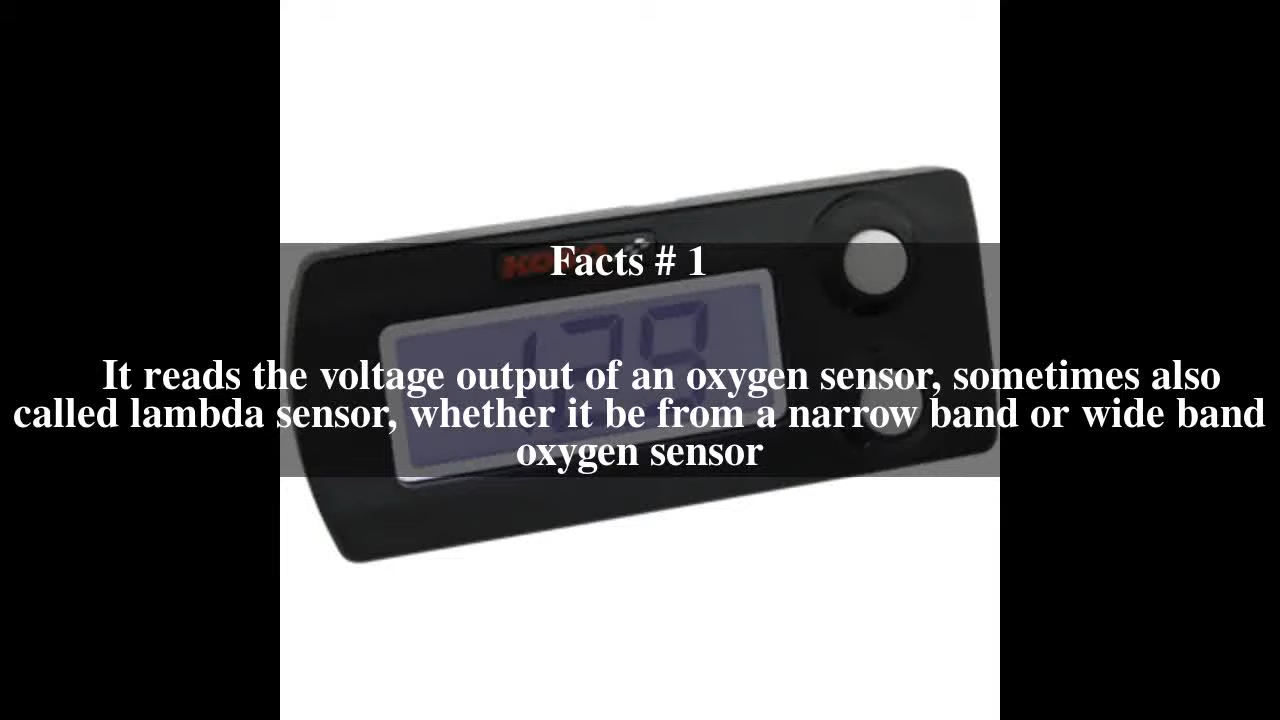 Facts # 1
It reads the voltage output of an oxygen sensor, sometimes also
called lambda sensor, whether it be from a narrow band or wide band
oxygen sensor